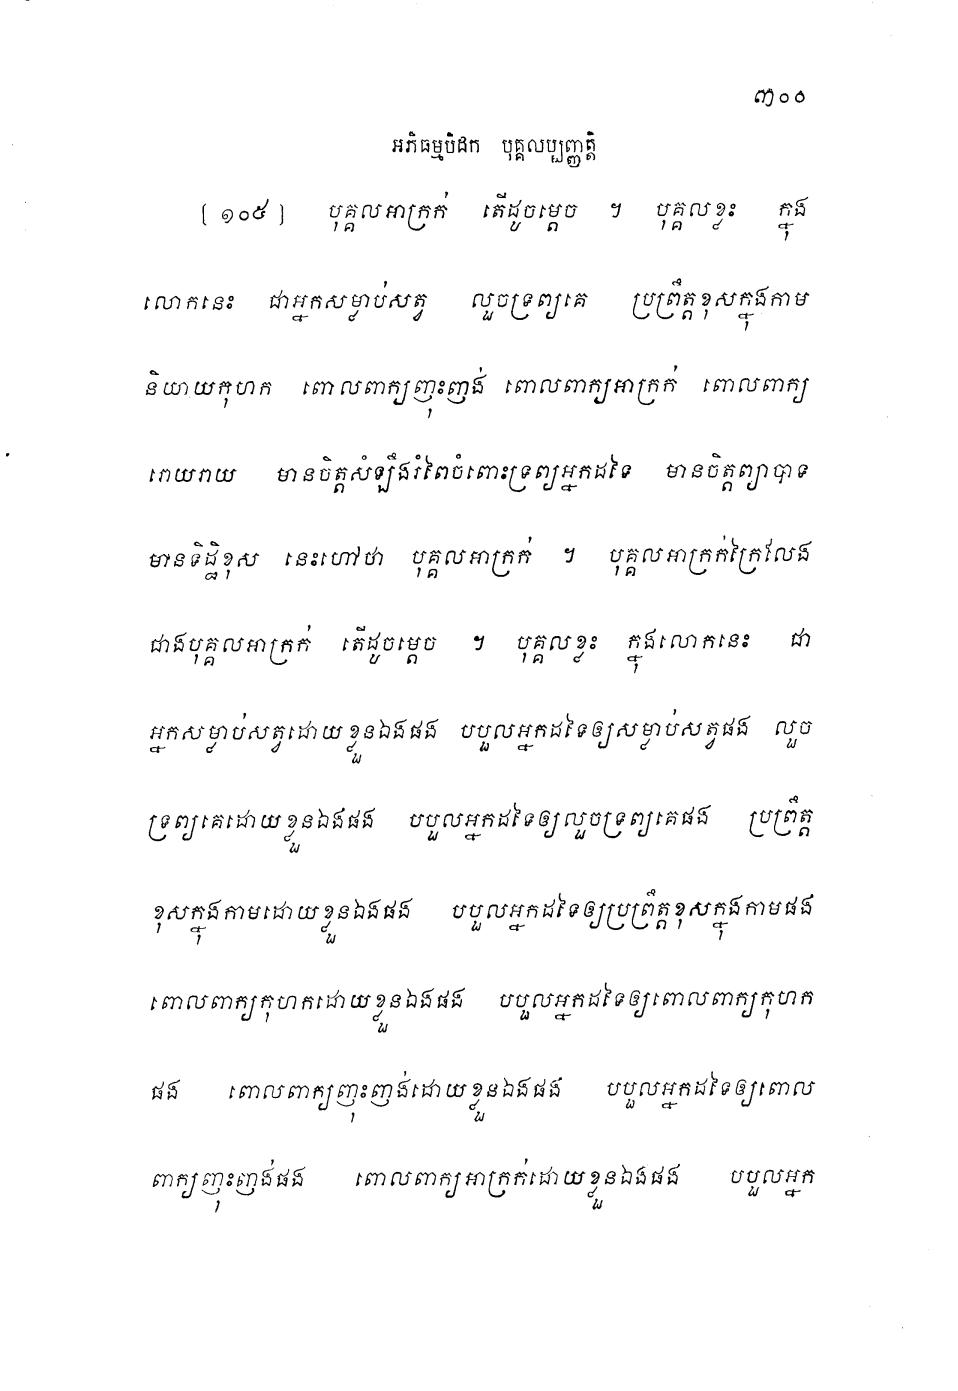 ៣០០
អភិធម្មបិដក បុគ្គលប្បញ្ញត្តិ
[១០៥] បុគ្គលអាក្រក់ តើដូចម្តេច ។ បុគ្គលខ្លះ ក្នុង
លោកនេះ ជាអ្នកសម្លាប់សត្វ លួចទ្រព្យគេ ប្រព្រឹត្តខុសក្នុងកាម
និយាយកុហក ពោលពាក្យញុះញង់ ពោលពាក្យអាក្រក់ ពោលពាក្យ
រោយរាយ មានចិត្តសំឡឹងរំពៃចំពោះទ្រព្យអ្នកដទៃ មានចិត្តព្យាបាទ
មានទិដ្ឋិខុស នេះហៅថា បុគ្គលអាក្រក់ ។ បុគ្គលអាក្រក់ក្រៃលែង
ជាងបុគ្គលអាក្រក់ តើដូចម្តេច ។ បុគ្គលខ្លះ ក្នុងលោកនេះ ជា
អ្នកសម្លាប់សត្វដោយខ្លួនឯងផង បបួលអ្នកដទៃឲ្យសម្លាប់សត្វផង លួច
ទ្រព្យគេដោយខ្លួនឯងផង បបួលអ្នកដទៃឲ្យលួចទ្រព្យគេផង ប្រព្រឹត្ត
ខុសក្នុងកាមដោយខ្លួនឯងផង បបួលអ្នកដទៃឲ្យប្រព្រឹត្តខុសក្នុងកាមផង
ពោលពាក្យកុហកដោយខ្លួនឯងផង បបួលអ្នកដទៃឲ្យពោលពាក្យកុហក
ផង ពោលពាក្យញុះញង់ដោយខ្លួនឯងផង បបួលអ្នកដទៃឲ្យពោល
ពាក្យញុះញង់ផង ពោលពាក្យអាក្រក់ដោយខ្លួនឯងផង បបួលអ្នក